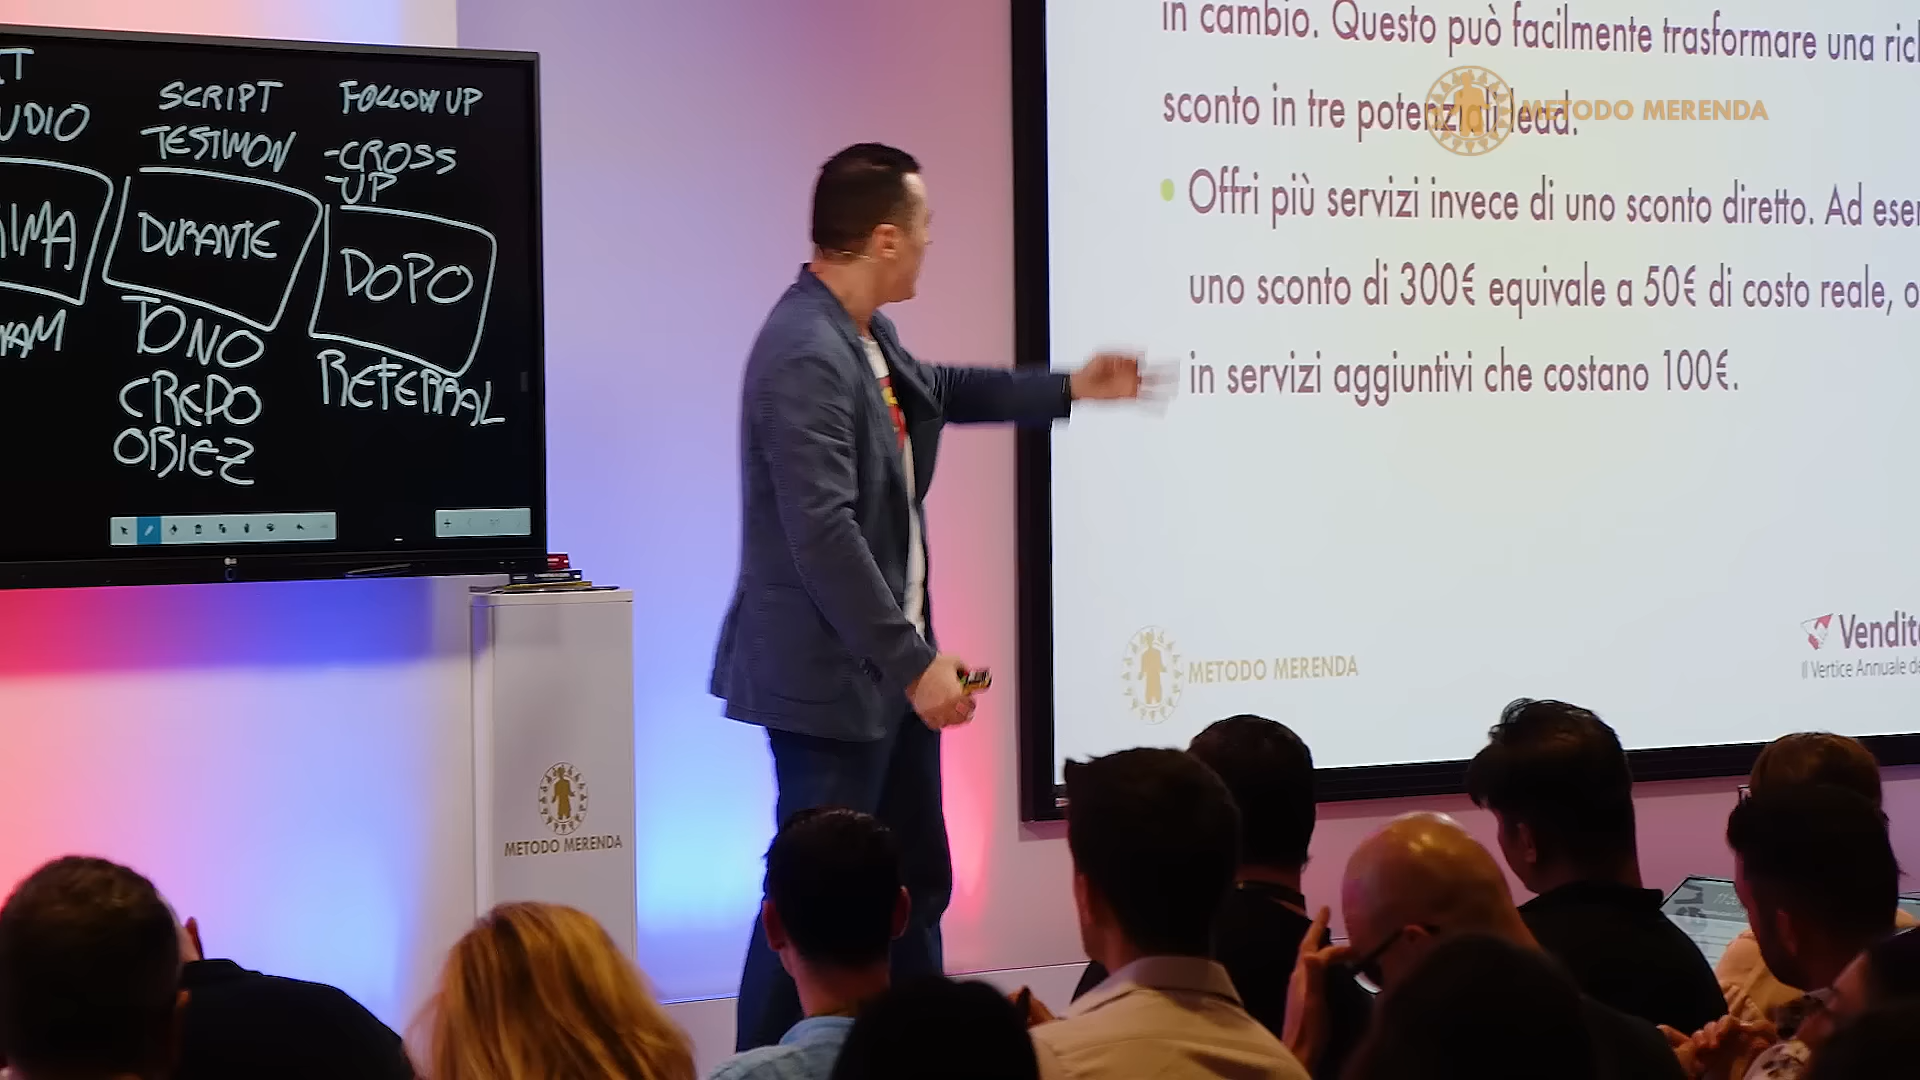 UDIO
SCRIPT
TESTIMON
FOLLOW UP
-CROSS
-UP
DURANTE
DOPO
TONO
CREDO
OBIEZ
REFERRAL
LG
in cambio. Questo può facilmente trasformare una ric
sconto in tre potenziali lead.
METODO MERENDA
• Offri più servizi invece di uno sconto diretto. Ad esem
uno sconto di 300€ equivale a 50€ di costo reale, o
in servizi aggiuntivi che costano 100€.
METODO MERENDA
Vendit
Il Vertice Annuale de
METODO MERENDA